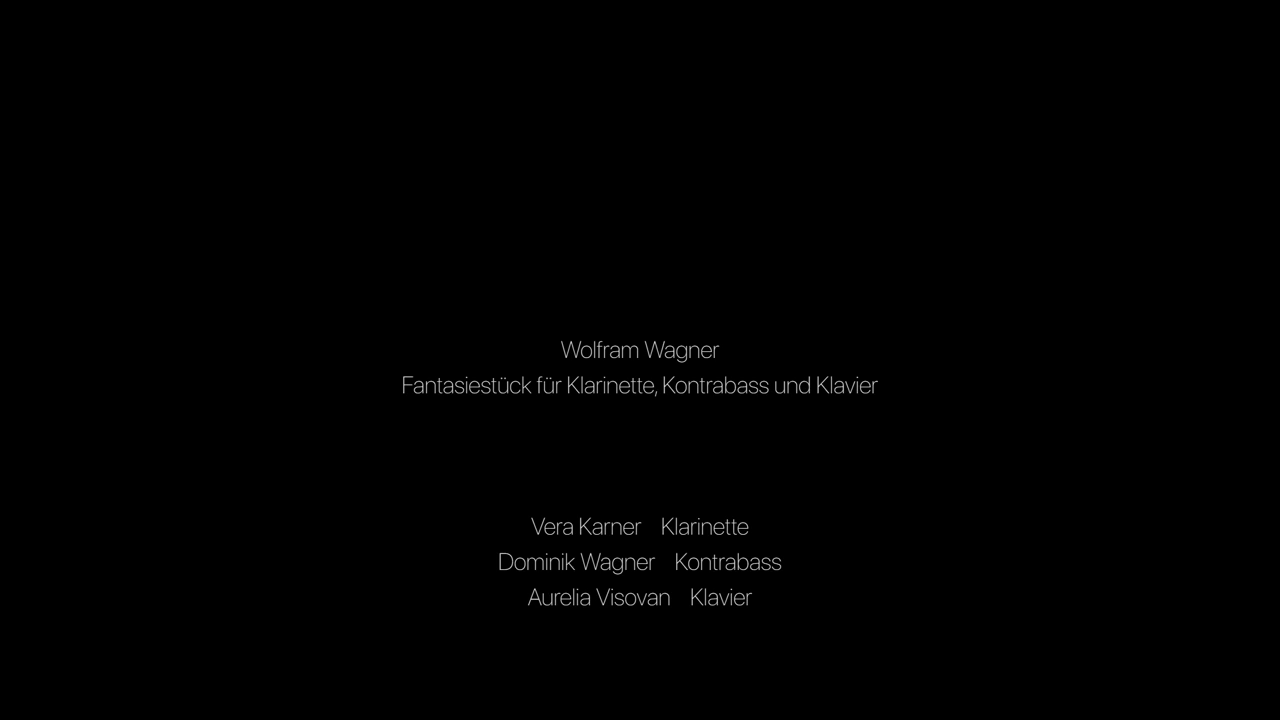 Wolfram Wagner
Fantasiestück für Klarinette, Kontrabass und Klavier
Vera Karner Klarinette
Dominik Wagner Kontrabass
Aurelia Visovan Klavier